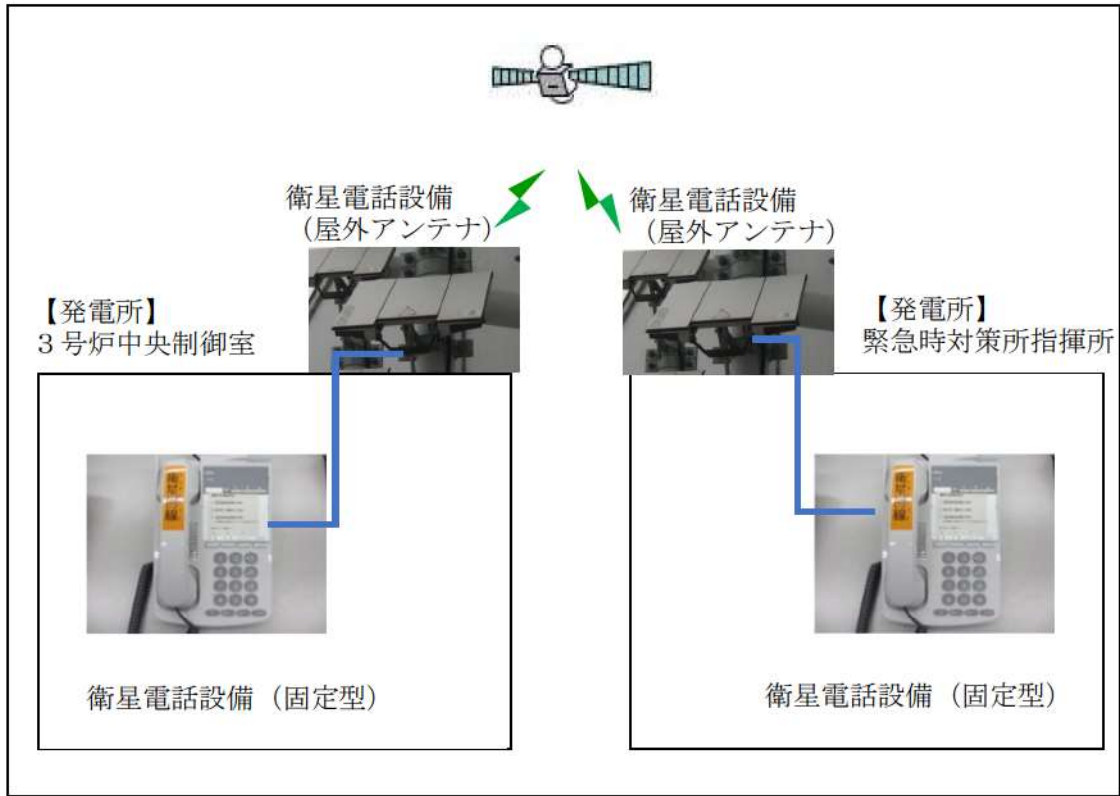 衛星電話設備
（屋外アンテナ）
衛星電話設備
（屋外アンテナ）
【発電所】
３号炉中央制御室
【発電所】
緊急時対策所指揮所
衛星電話設備（固定型）
衛星電話設備（固定型）